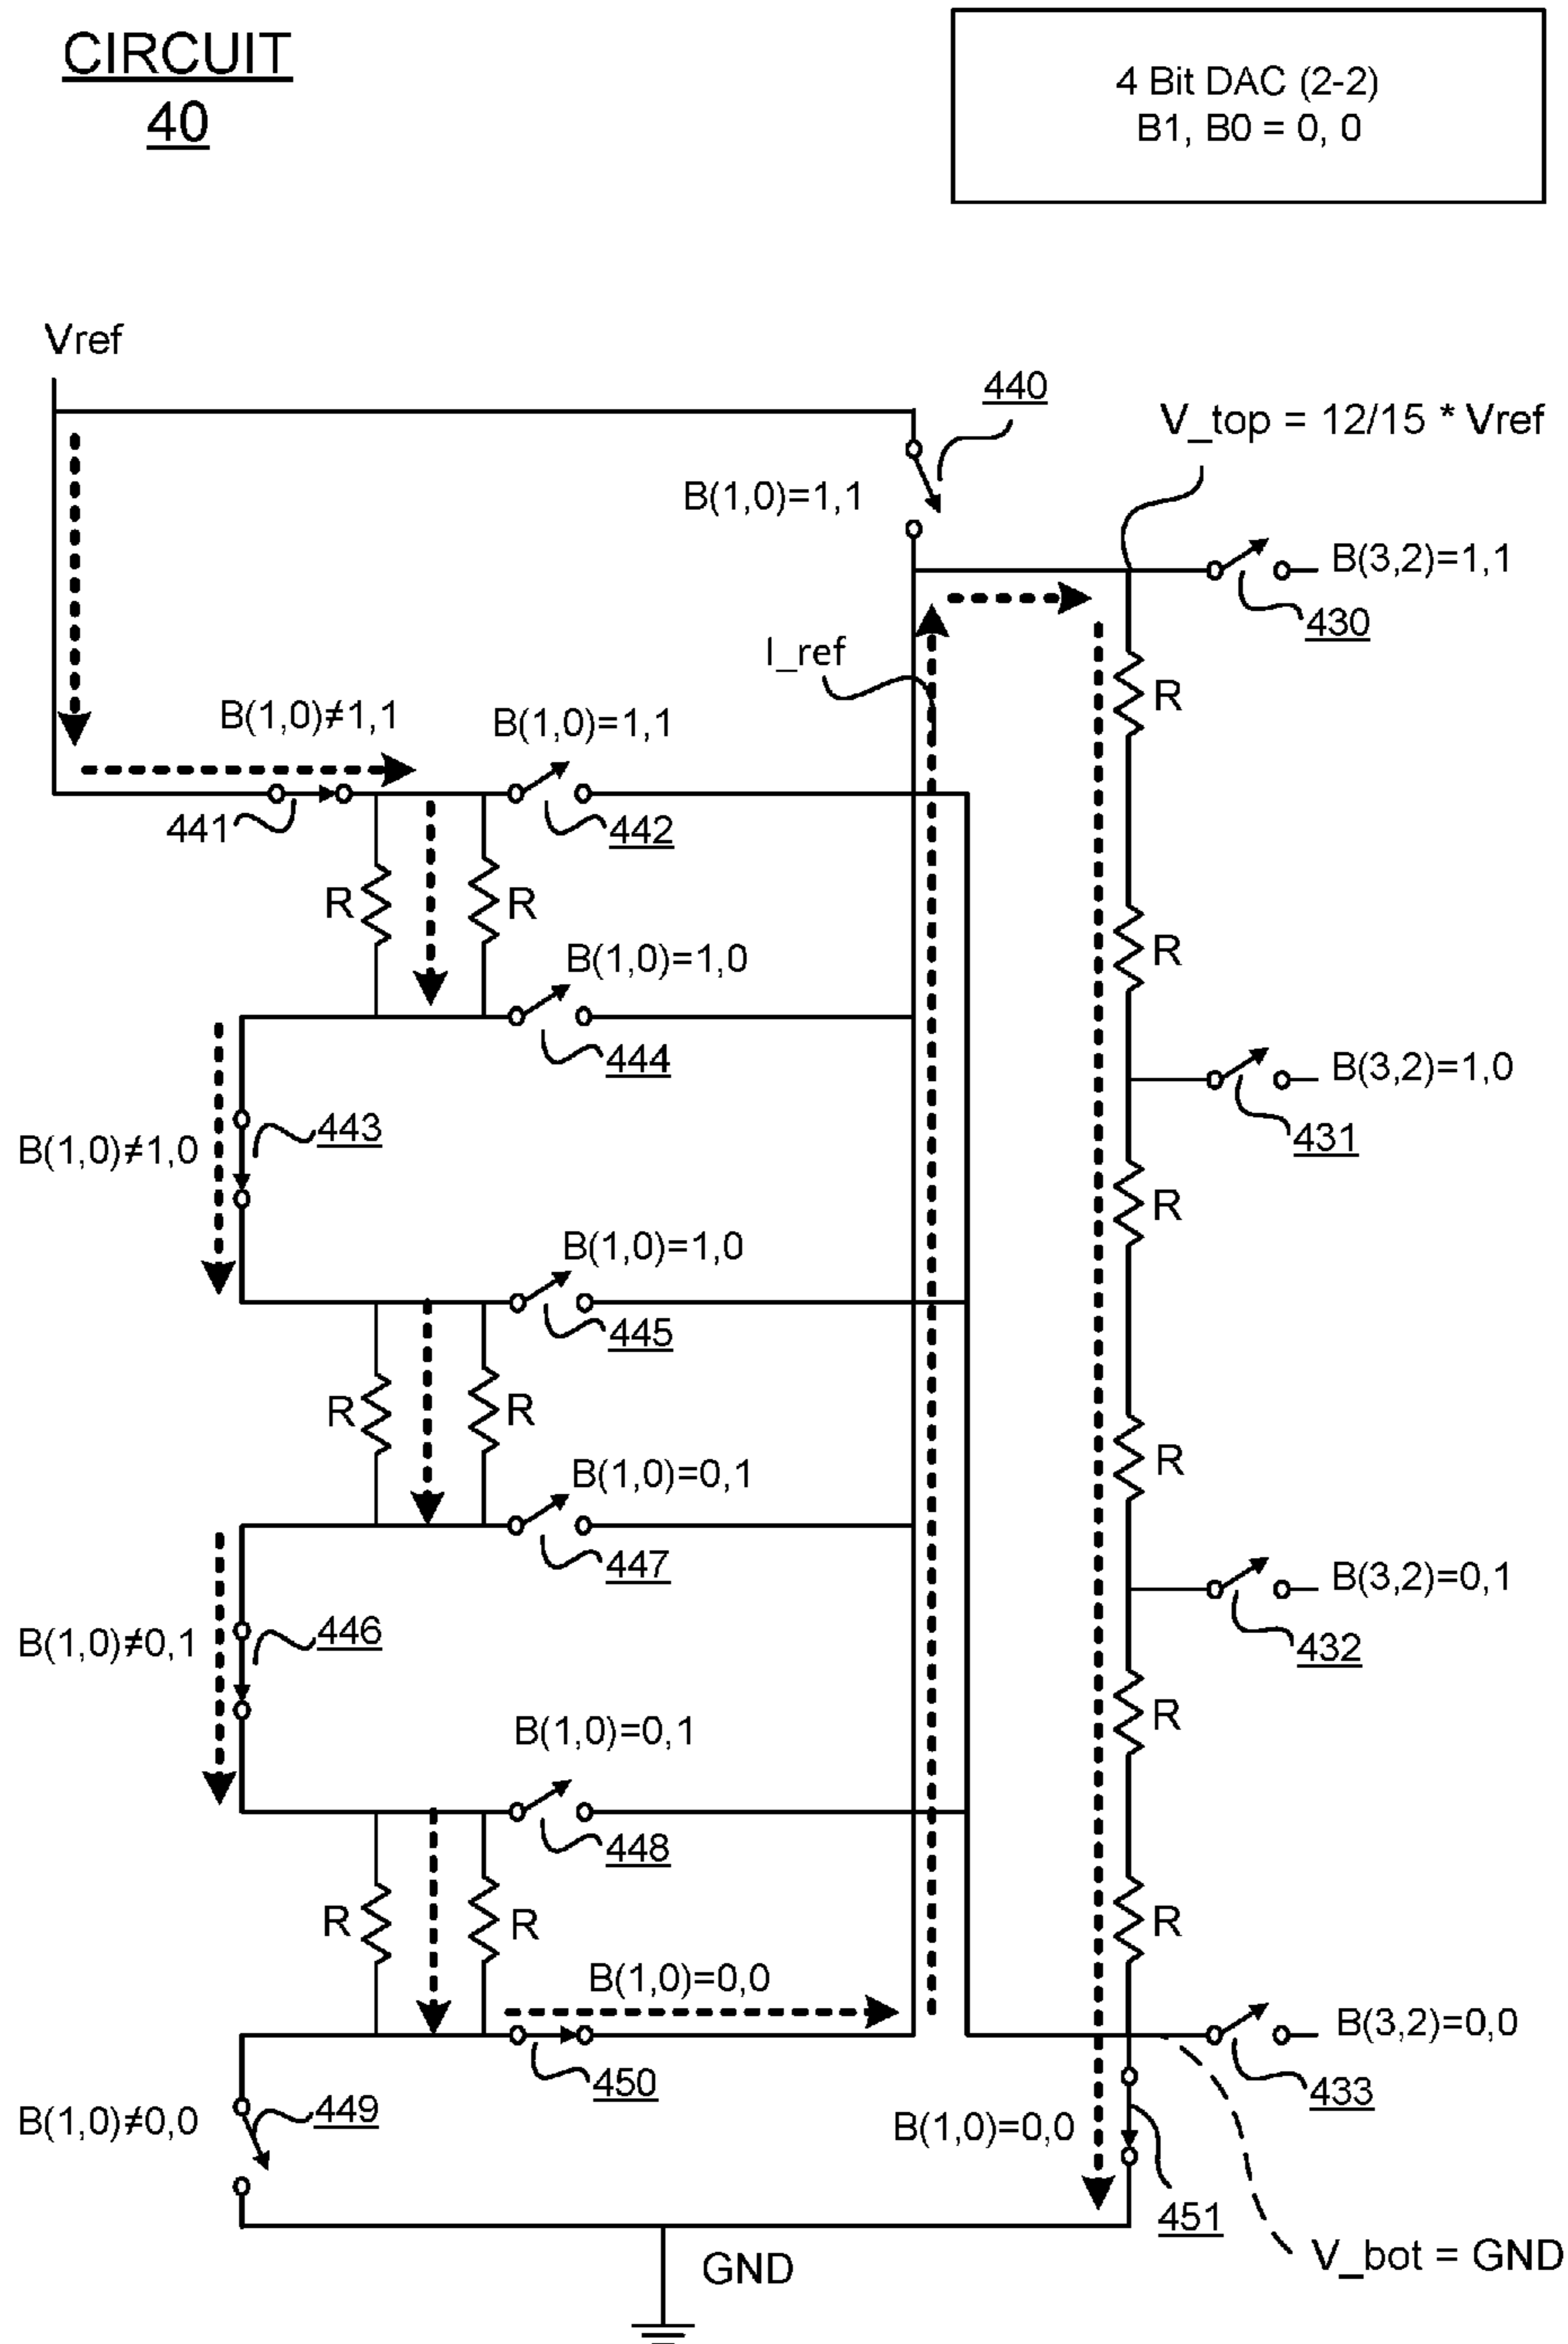 CIRCUIT
40
4 Bit DAC (2-2)
B1, B0 = 0, 0
Vref
440
V_top = 12/15 * Vref
B(1,0)=1,1
B(3,2)=1,1
430
I_ref
R
B(1,0)≠1,1
B(1,0)=1,1
441
442
R
R
R
B(1,0)=1,0
444
B(3,2)=1,0
443
431
B(1,0)≠1,0
R
B(1,0)=1,0
445
R
R
R
B(1,0)=0,1
447
B(3,2)=0,1
446
432
B(1,0)≠0,1
R
B(1,0)=0,1
448
R
R
R
B(1,0)=0,0
B(3,2)=0,0
450
433
449
B(1,0)≠0,0
B(1,0)=0,0
451
GND
V_bot = GND